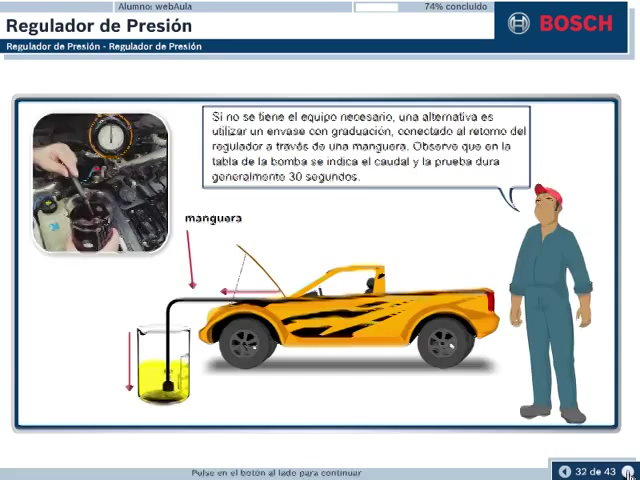 Alumno: webAula
74% concluido
Regulador de Presión
BOSCH
Regulador de Presión - Regulador de Presión
Si no se tiene el equipo necesario, una alternativa es
utilizar un envase con graduación, conectado al retorno del
regulador a través de una manguera. Observe que en la
tabla de la bomba se indica el caudal y la prueba dura
generalmente 30 segundos.
manguera
Pulse en el botón al lado para continuar
32 de 43